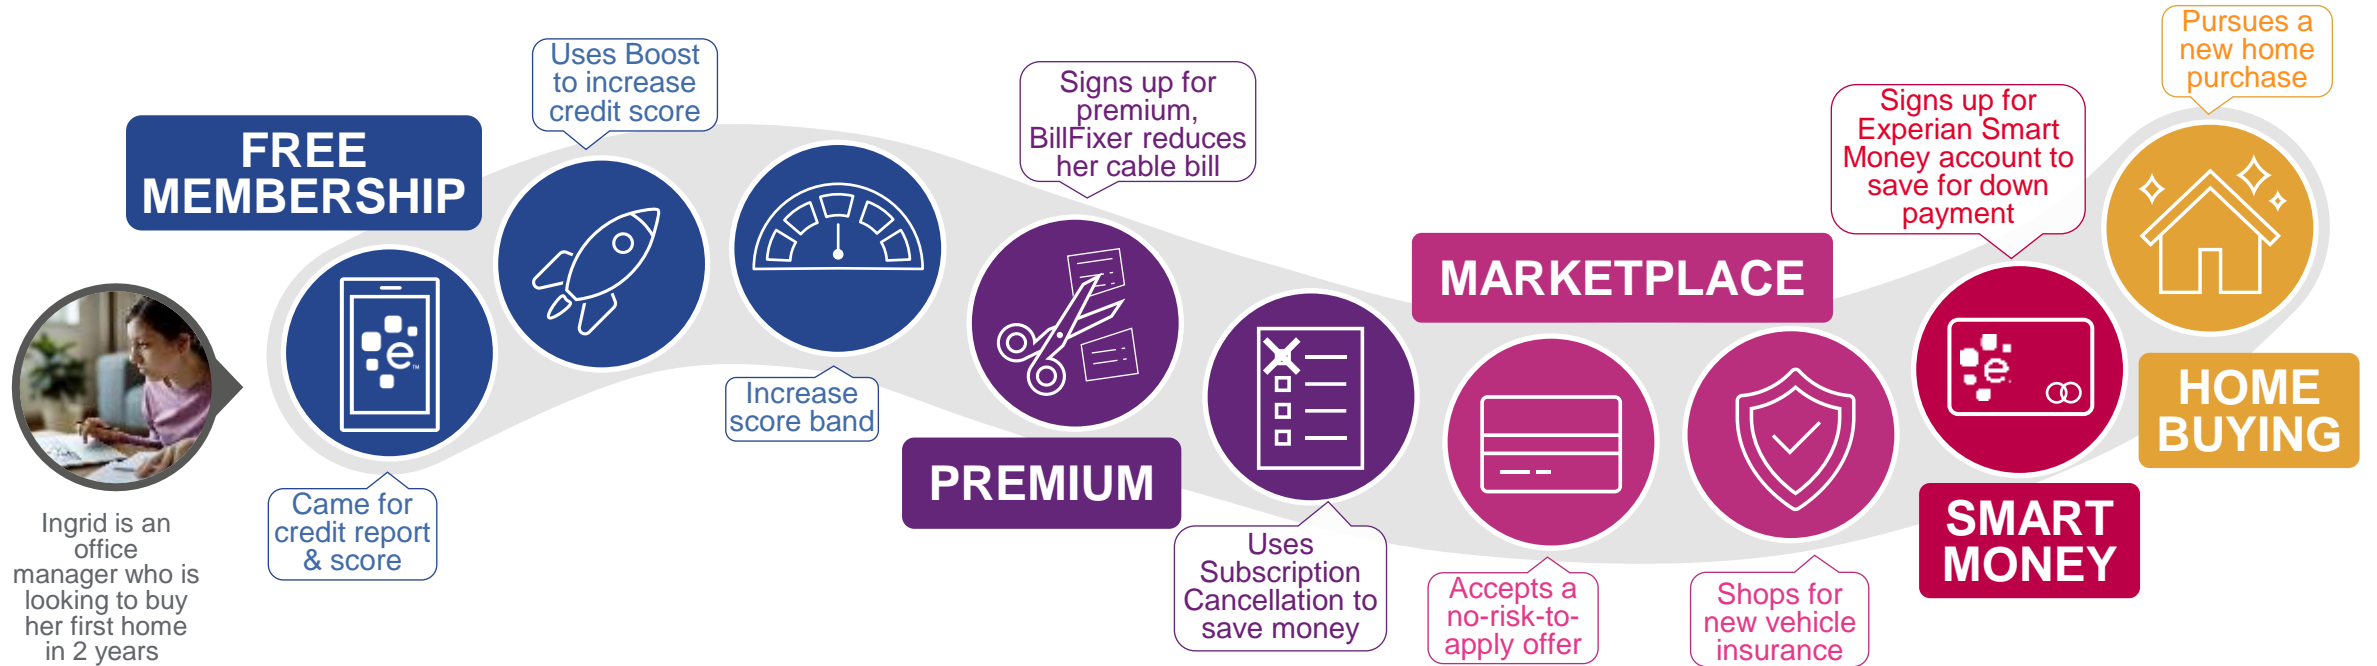 Ingrid is an
office
manager who is
looking to buy
her first home
in 2 years
FREE
MEMBERSHIP
e
Came for
credit report
& score
Uses Boost
to increase
credit score
Increase
score band
Signs up for
premium,
BillFixer reduces
her cable bill
PREMIUM
Uses
Subscription
Cancellation to
save money
MARKETPLACE
Accepts a
no-risk-to-
apply offer
Shops for
new vehicle
insurance
Signs up for
Experian Smart
Money account to
save for down
payment
e
SMART
MONEY
Pursues a
new home
purchase
HOME
BUYING